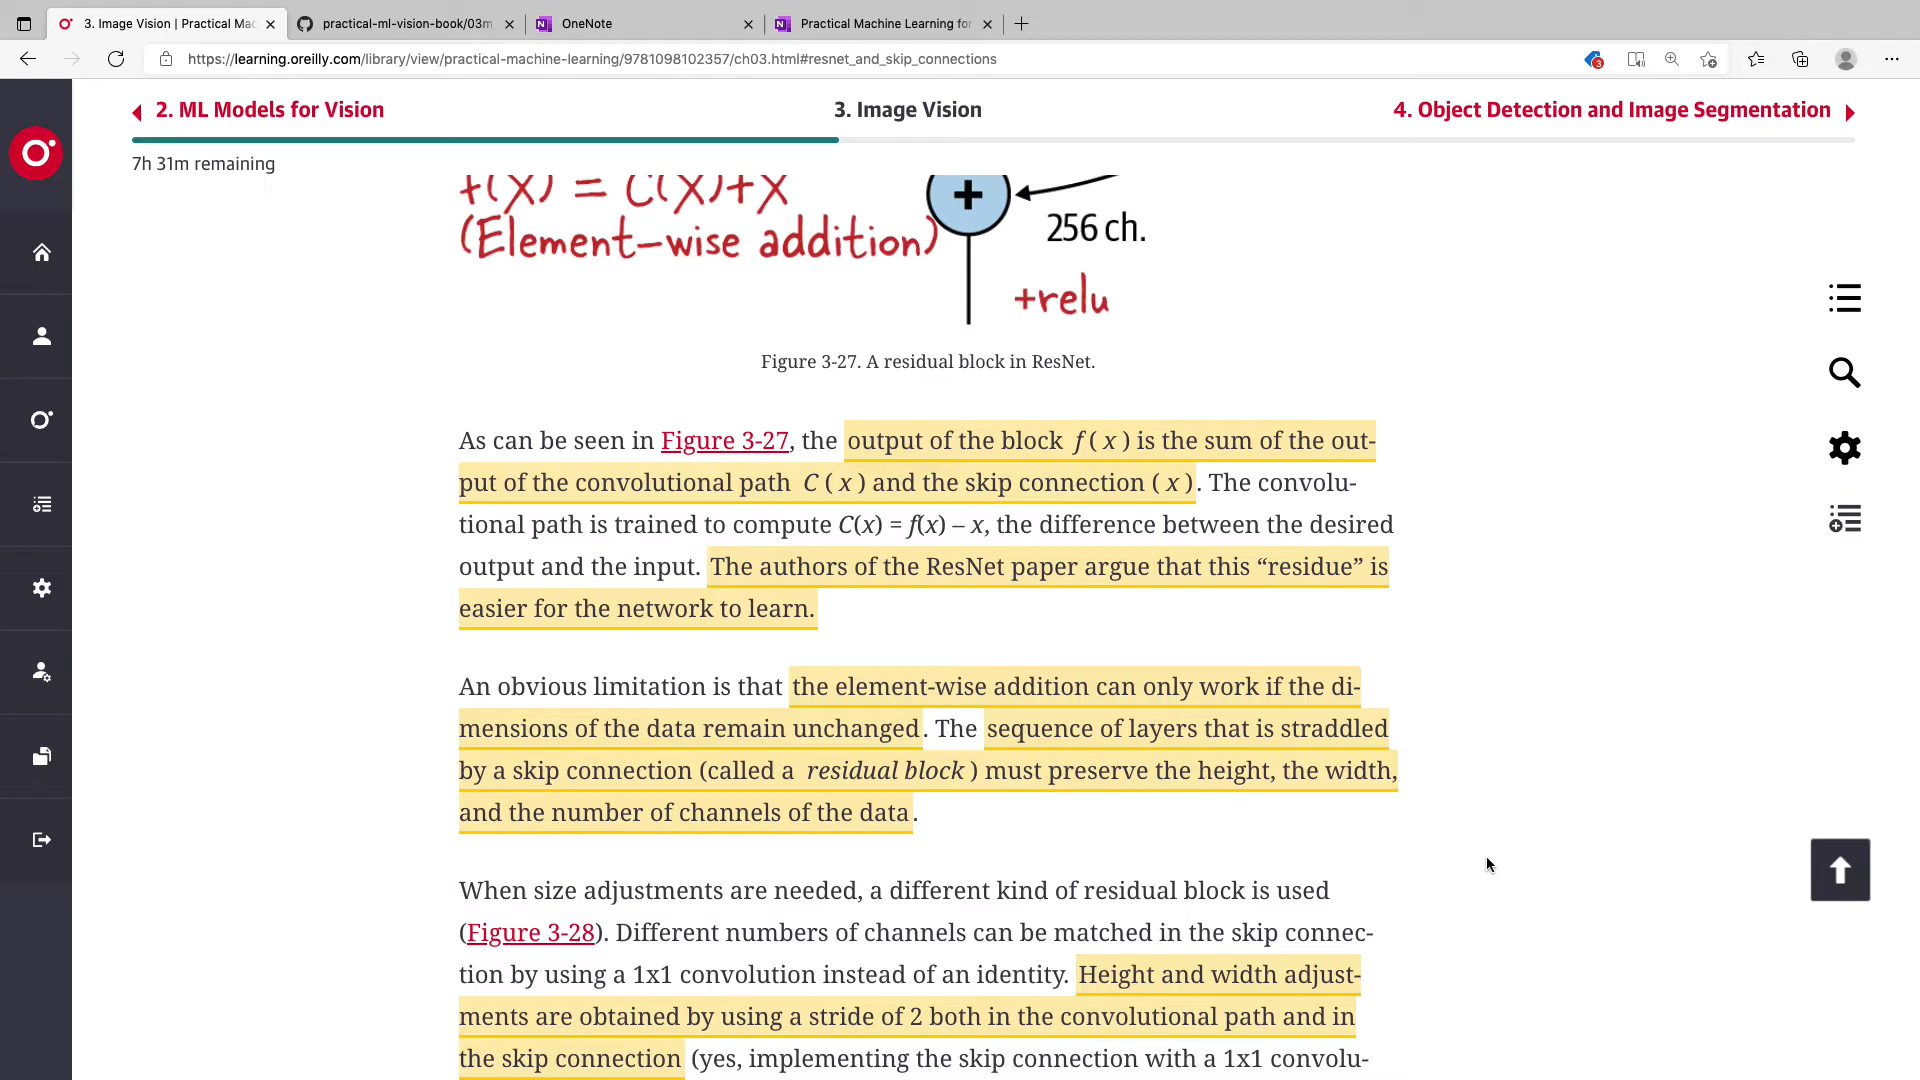 3. Image Vision | Practical Mac
practical-ml-vision-book/03m
OneNote
Practical Machine Learning for
https://learning.oreilly.com/library/view/practical-machine-learning/9781098102357/ch03.html#resnet_and_skip_connections
3
2. ML Models for Vision
3. Image Vision
4. Object Detection and Image Segmentation
7h 31m remaining
f(X) = C(X)+X
(Element-wise addition)
+
256 ch.
+relu
Figure 3-27. A residual block in ResNet.
As can be seen in Figure 3-27, the output of the block f ( x ) is the sum of the out-
put of the convolutional path C ( x ) and the skip connection ( x ). The convolu-
tional path is trained to compute C(x) = f(x) – x, the difference between the desired
output and the input. The authors of the ResNet paper argue that this “residue” is
easier for the network to learn.
An obvious limitation is that the element-wise addition can only work if the di-
mensions of the data remain unchanged. The sequence of layers that is straddled
by a skip connection (called a residual block ) must preserve the height, the width,
and the number of channels of the data.
When size adjustments are needed, a different kind of residual block is used
(Figure 3-28). Different numbers of channels can be matched in the skip connec-
tion by using a 1x1 convolution instead of an identity. Height and width adjust-
ments are obtained by using a stride of 2 both in the convolutional path and in
the skip connection (yes, implementing the skip connection with a 1x1 convolu-